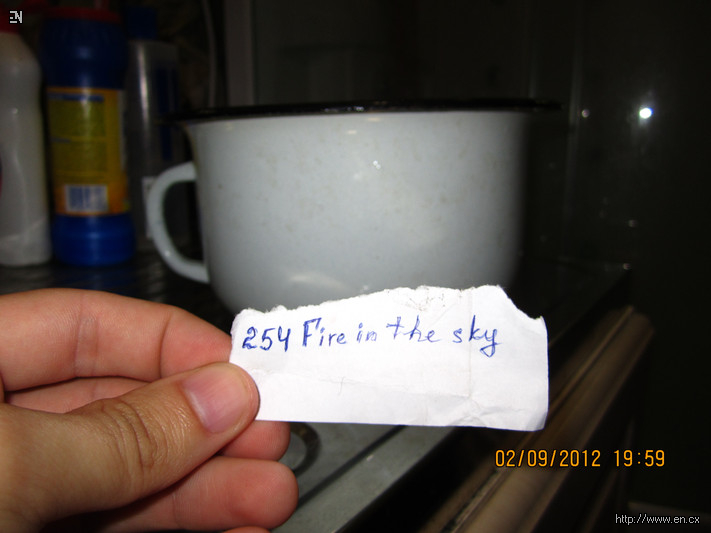 EN
254 Fire in the sky
02/09/2012 19:59
http://www.en.cx